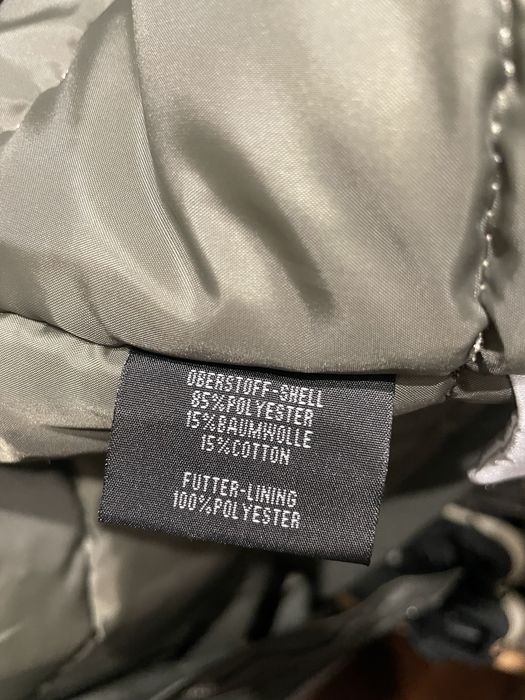 OBERSTOFF-SHELL
85%POLYESTER
15%BAUMWOLLE
15%COTTON
FUTTER-LINING
100%POLYESTER